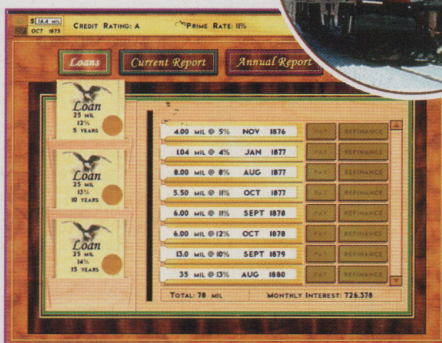 $ 14.4 MIL
OCT 1873
CREDIT RATING: A
PRIME RATE: 11%
Loans
Current Report
Annual Report
Loan
25 MIL
12%
5 YEARS
Loan
25 MIL
13%
10 YEARS
Loan
25 MIL
14%
15 YEARS
4.00 MIL @ 5% NOV 1876 PAY REFINANCE
1.04 MIL @ 4% JAN 1877 PAY REFINANCE
8.00 MIL @ 8% AUG 1877 PAY REFINANCE
5.50 MIL @ 11% OCT 1877 PAY REFINANCE
6.00 MIL @ 11% SEPT 1878 PAY REFINANCE
6.00 MIL @ 12% OCT 1878 PAY REFINANCE
13.0 MIL @ 10% SEPT 1879 PAY REFINANCE
35 MIL @ 13% AUG 1880 PAY REFINANCE
TOTAL: 78 MIL MONTHLY INTEREST: 726,378